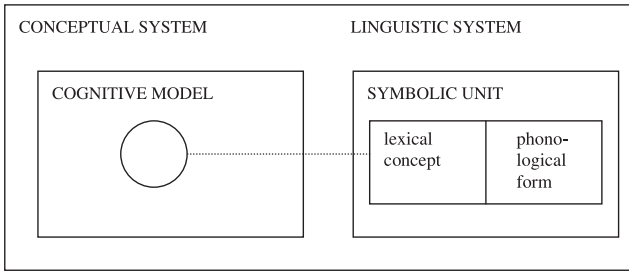 CONCEPTUAL SYSTEM
LINGUISTIC SYSTEM
COGNITIVE MODEL
SYMBOLIC UNIT
lexical
concept
phono-
logical
form